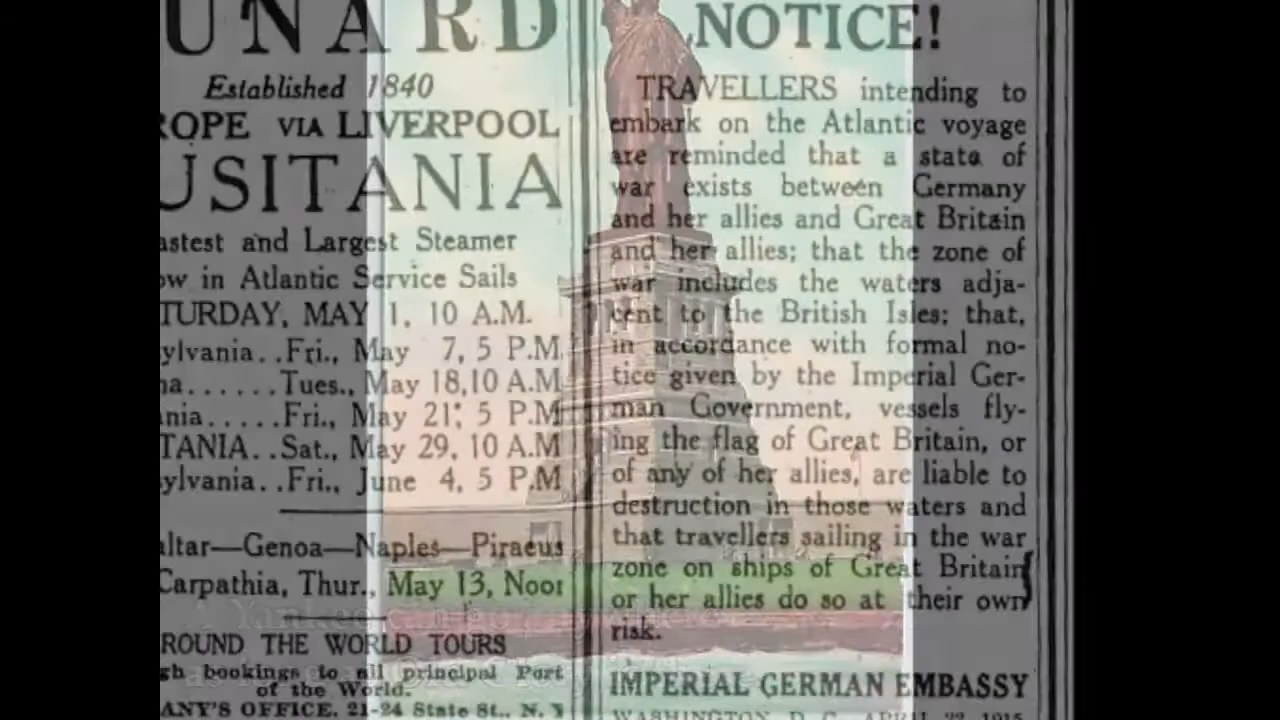 UNARD
Established 1840
ROPE VIA LIVERPOOL
USITANIA
astest and Largest Steamer
ow in Atlantic Service Sails
TURDAY, MAY 1, 10 A.M.
ylvania..Fri., May 7, 5 P.M.
na......Tues., May 18,10 A.M
ania.....Fri., May 21, 5 P.M
TANIA..Sat., May 29, 10 A.M
sylvania..Fri., June 4, 5 P.M
altar—Genoa—Naples—Piraeus
Carpathia, Thur., May 13, Noon
ROUND THE WORLD TOURS
gh bookings to all principal Port
of the World.
ANY'S OFFICE, 21-24 State St., N. Y
NOTICE!
TRAVELLERS intending to
embark on the Atlantic voyage
are reminded that a state of
war exists between Germany
and her allies and Great Britain
and her allies; that the zone of
war includes the waters adja-
cent to the British Isles; that,
in accordance with formal no-
tice given by the Imperial Ger-
man Government, vessels fly-
ing the flag of Great Britain, or
of any of her allies, are liable to
destruction in those waters and
that travellers sailing in the war
zone on ships of Great Britain
or her allies do so at their own
risk.
IMPERIAL GERMAN EMBASSY
WASHINGTON, D. C., APRIL 22, 1915